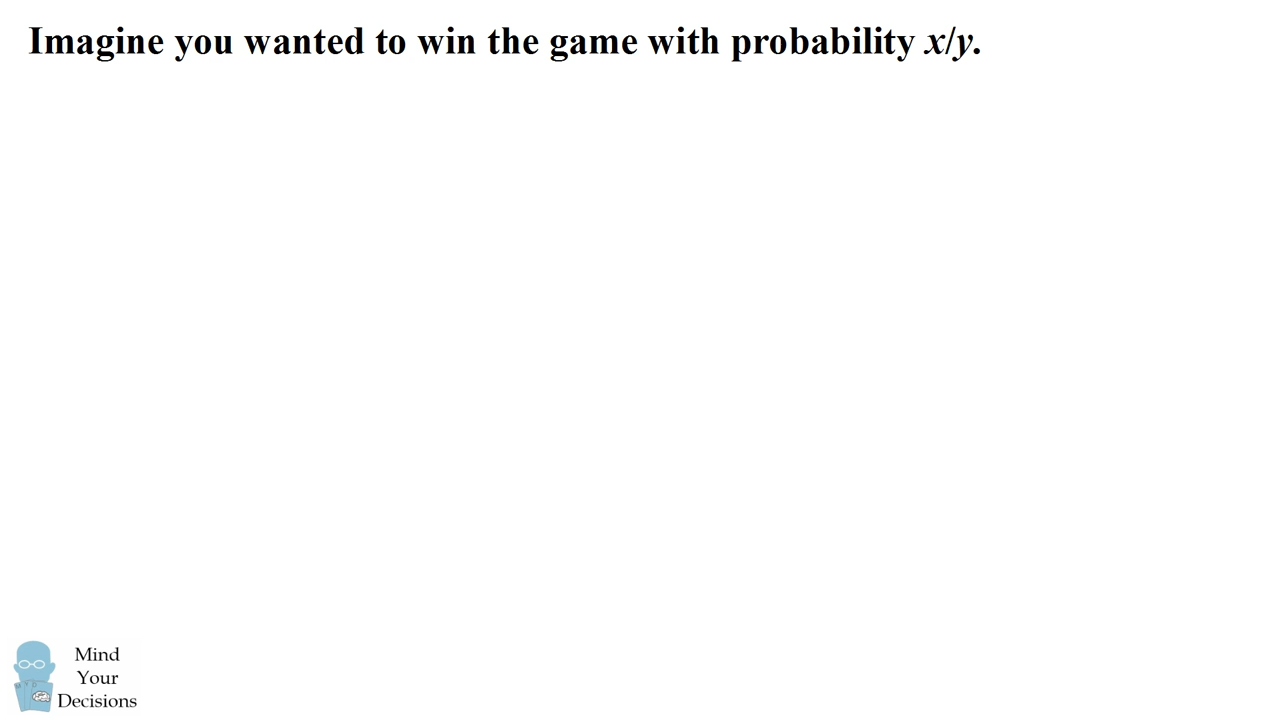 Imagine you wanted to win the game with probability x/y.
Mind
Your
Decisions